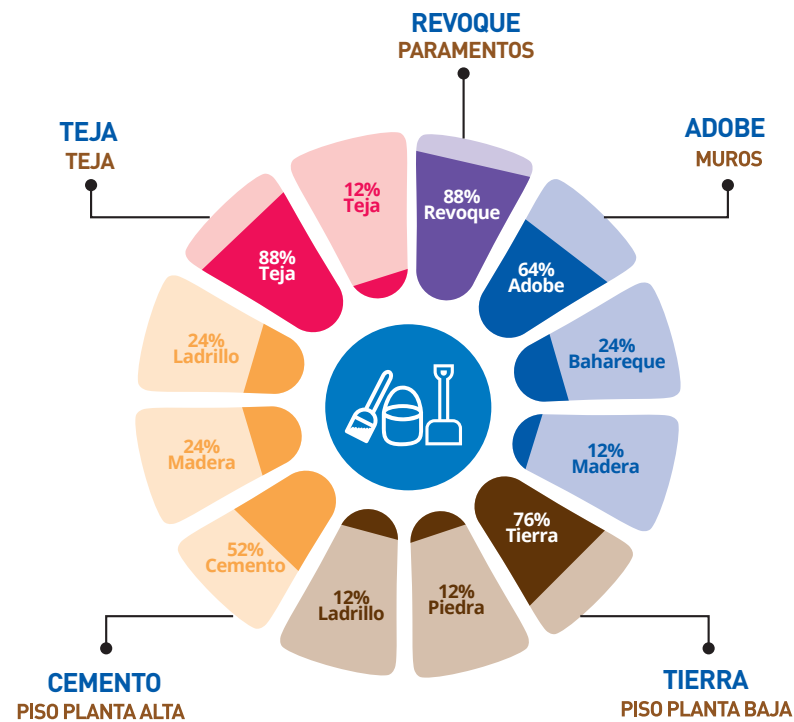 REVOQUE
PARAMENTOS
TEJA
TEJA
ADOBE
MUROS
12%
Teja
88%
Revoque
88%
Teja
64%
Adobe
24%
Ladrillo
24%
Bahareque
24%
Madera
12%
Madera
52%
Cemento
76%
Tierra
12%
Ladrillo
12%
Piedra
CEMENTO
PISO PLANTA ALTA
TIERRA
PISO PLANTA BAJA